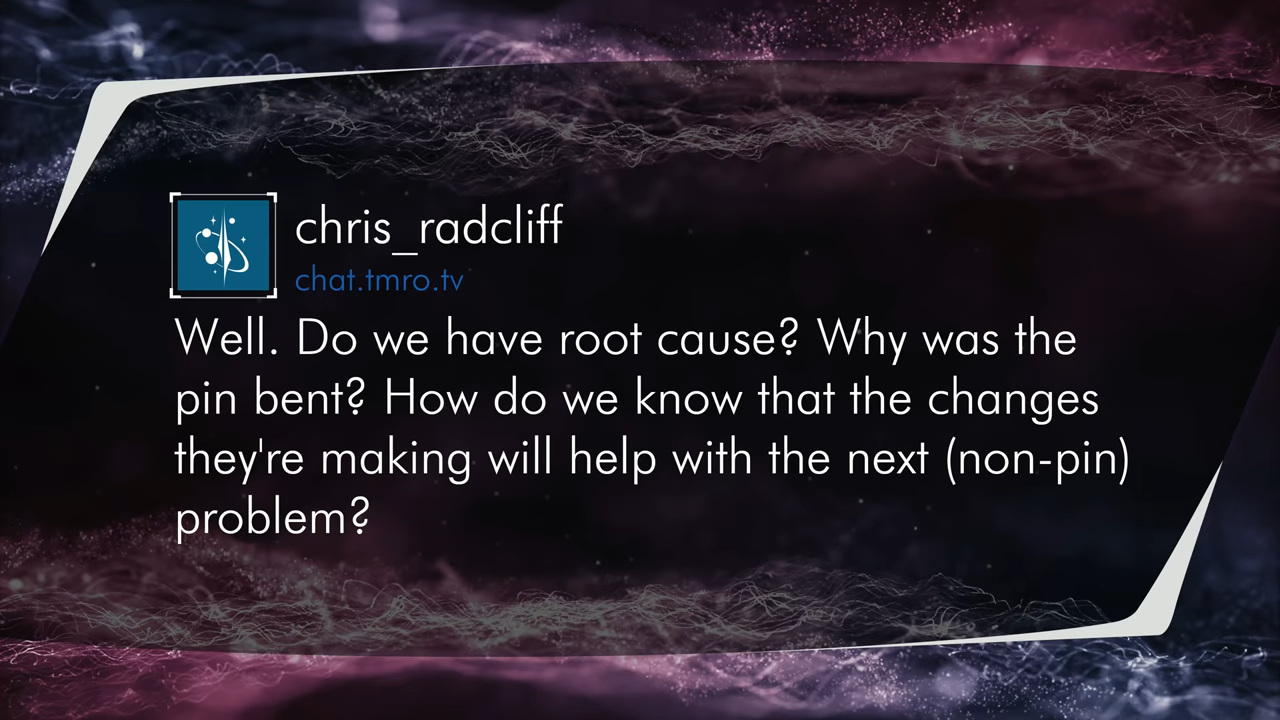 chris_radcliff
chat.tmro.tv
Well. Do we have root cause? Why was the
pin bent? How do we know that the changes
they're making will help with the next (non-pin)
problem?